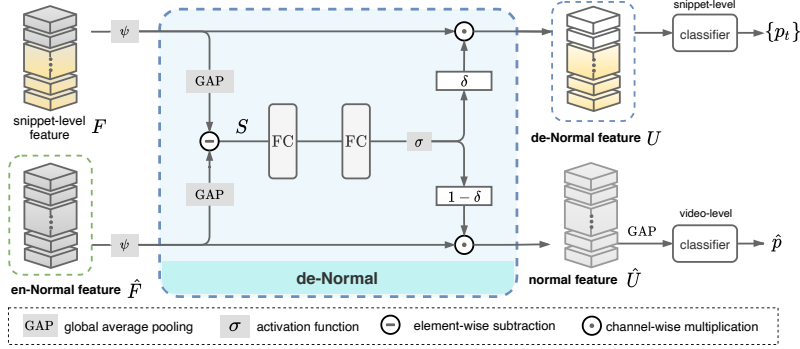 snippet-level
ψ
classifier
{p_t}
GAP
δ
snippet-level
feature F
S
FC
FC
σ
de-Normal feature U
GAP
1 − δ
video-level
ψ
GAP
classifier
p̂
en-Normal feature F̂
de-Normal
normal feature Û
GAP global average pooling
σ activation function
element-wise subtraction
channel-wise multiplication